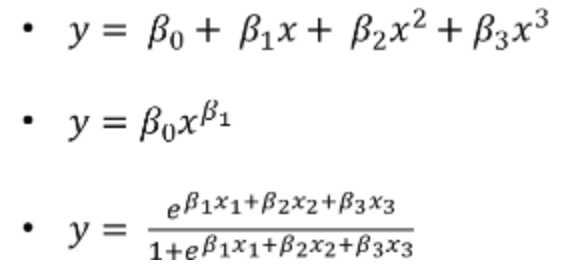 • y = β₀ + β₁x + β₂x² + β₃x³
• y = β₀x^β₁
• y = e^(β₁x₁+β₂x₂+β₃x₃) / 1+e^(β₁x₁+β₂x₂+β₃x₃)